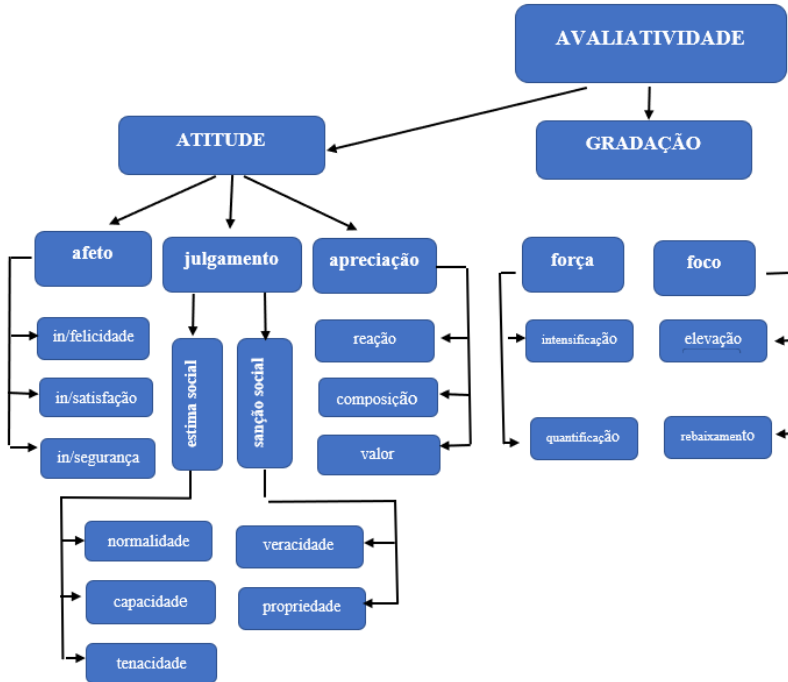 AVALIATIVIDADE
ATITUDE
GRADAÇÃO
afeto
julgamento
apreciação
força
foco
in/felicidade
in/satisfação
in/segurança
estima social
sanção social
reação
composição
valor
intensificação
elevação
quantificação
rebaixamento
normalidade
capacidade
tenacidade
veracidade
propriedade